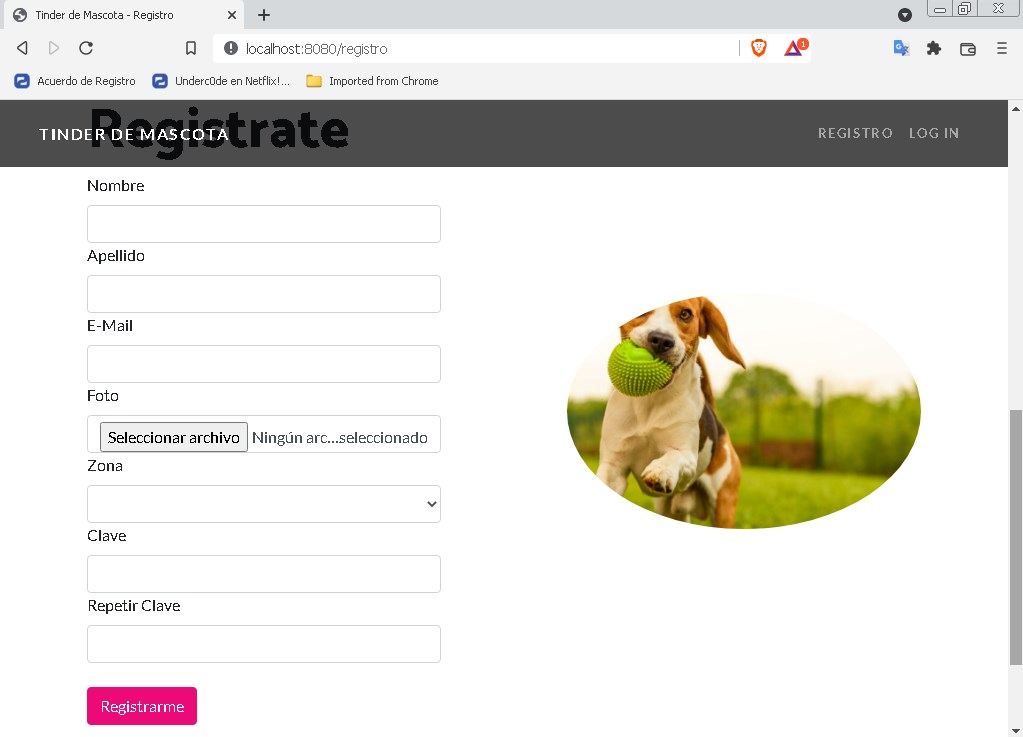 Tinder de Mascota - Registro
localhost:8080/registro
1
Acuerdo de Registro
Underc0de en Netflix!...
Imported from Chrome
Registrate
TINDER DE MASCOTA
REGISTRO
LOG IN
Nombre
Apellido
E-Mail
Foto
Seleccionar archivo Ningún arc...seleccionado
Zona
Clave
Repetir Clave
Registrarme